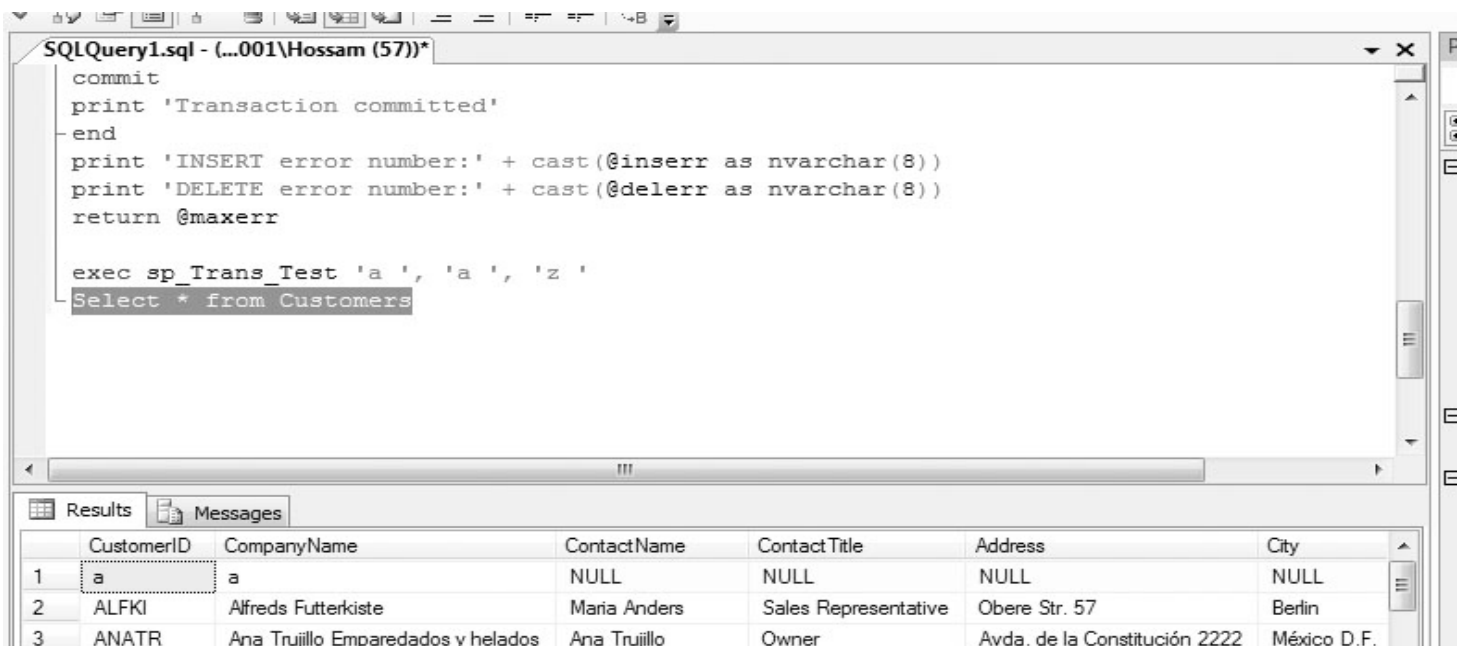 SQLQuery1.sql - (...001\Hossam (57))*
commit
print 'Transaction committed'
end
print 'INSERT error number:' + cast(@inserr as nvarchar(8))
print 'DELETE error number:' + cast(@delerr as nvarchar(8))
return @maxerr
exec sp_Trans_Test 'a ', 'a ', 'z '
Select * from Customers
Results Messages
CustomerID CompanyName ContactName ContactTitle Address City
1 a a NULL NULL NULL NULL
2 ALFKI Alfreds Futterkiste Maria Anders Sales Representative Obere Str. 57 Berlin
3 ANATR Ana Trujillo Emparedados y helados Ana Trujillo Owner Avda. de la Constitución 2222 México D.F.